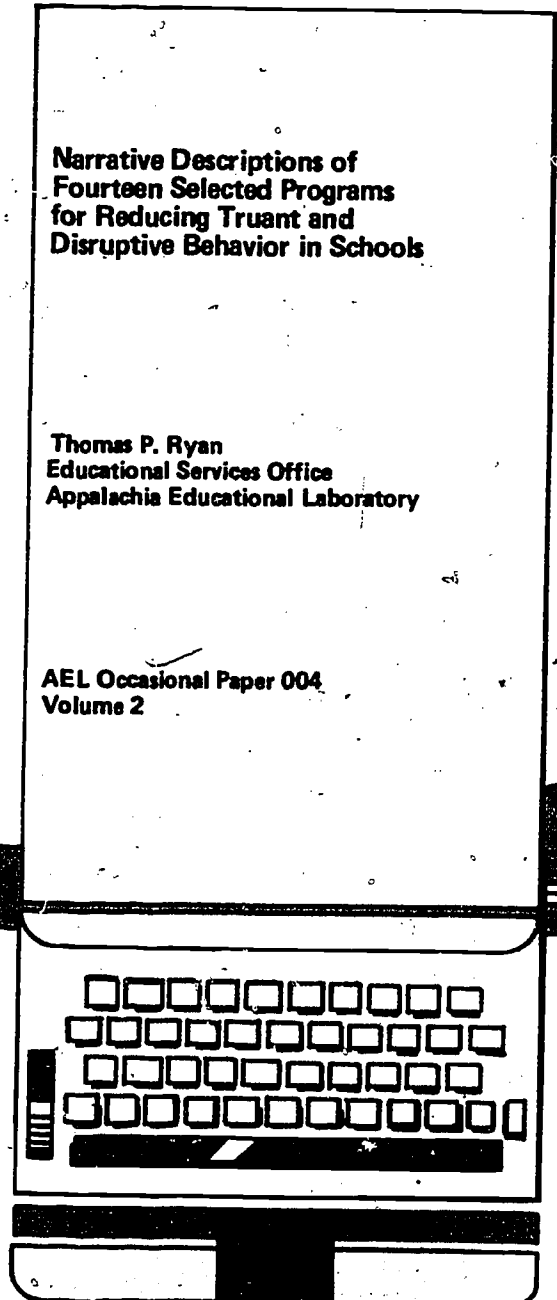 Narrative Descriptions of
Fourteen Selected Programs
for Reducing Truant and
Disruptive Behavior in Schools
Thomas P. Ryan
Educational Services Office
Appalachia Educational Laboratory
AEL Occasional Paper 004
Volume 2